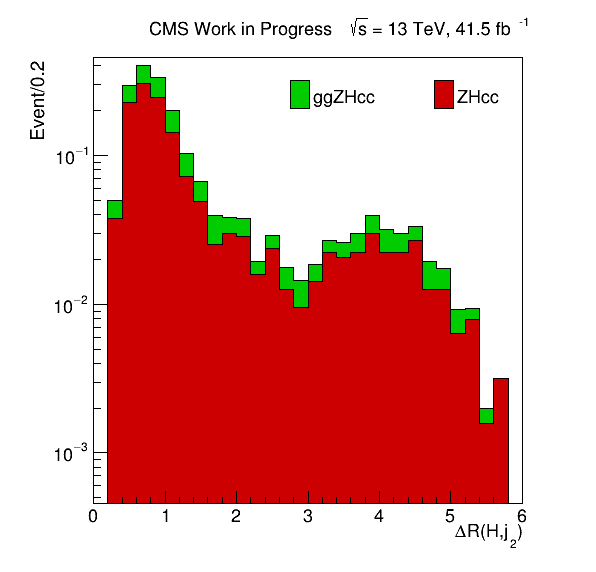 CMS Work in Progress √s = 13 TeV, 41.5 fb⁻¹
Event/0.2
ggZHcc ZHcc
10⁻¹
10⁻²
10⁻³
0 1 2 3 4 5 6
ΔR(H,j₂)